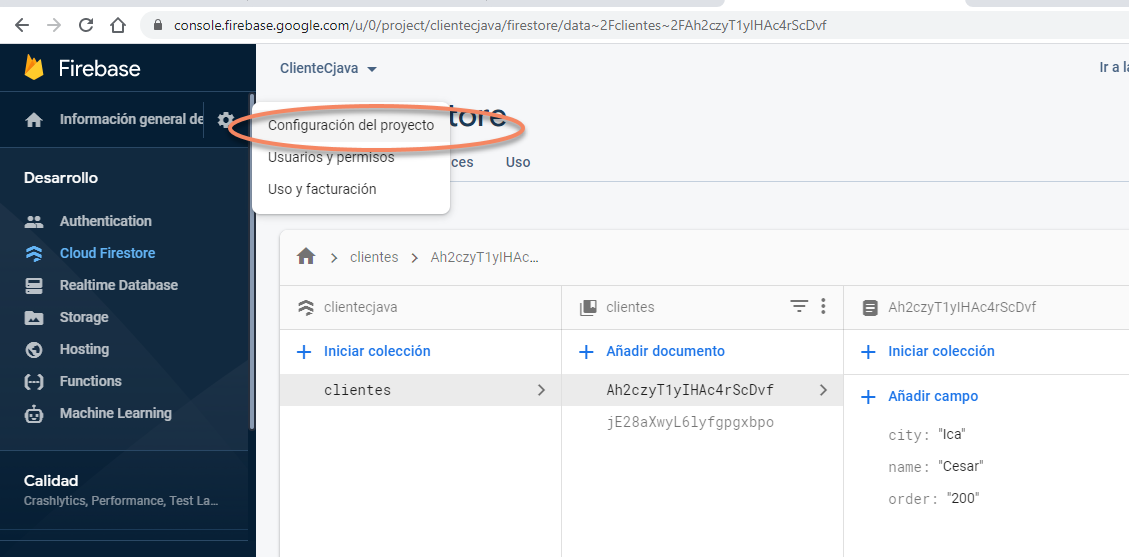 console.firebase.google.com/u/0/project/clientecjava/firestore/data~2Fclientes~2FAh2czyT1yIHAc4rScDvf
Firebase
ClienteCjava
Ir a la
Información general de
Configuración del proyecto
Usuarios y permisos
Uso y facturación
tore
ces
Uso
Desarrollo
Authentication
Cloud Firestore
Realtime Database
Storage
Hosting
Functions
Machine Learning
Calidad
Crashlytics, Performance, Test La...
clientes
Ah2czyT1yIHAc...
clientecjava
clientes
Ah2czyT1yIHAc4rScDvf
Iniciar colección
Añadir documento
Iniciar colección
clientes
Ah2czyT1yIHAc4rScDvf
jE28aXwyL6lyfgpgxbpo
Añadir campo
city: "Ica"
name: "Cesar"
order: "200"